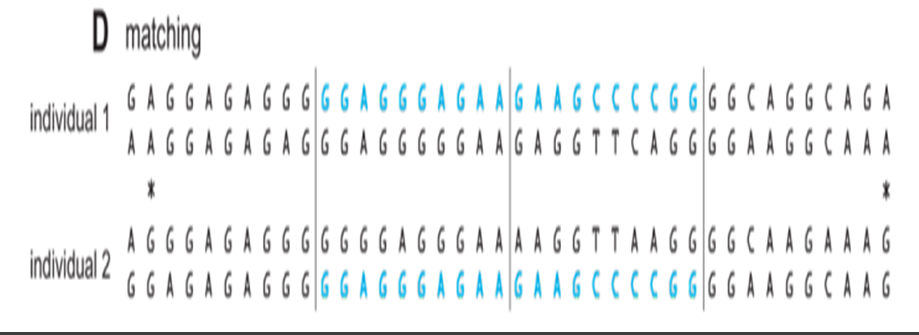 D matching
G A G G A G A G G G G G A G G G A G A A G A A G C C C C G G G G C A G G C A G A
individual 1
A A G G A G A G A G G G A G G G G G A A G A G G T T C A G G G G A A G G C A A A
* *
A G G G A G A G G G G G G G A G G G A A A A G G T T A A G G G G C A A G A A A G
individual 2
G G A G A G A G G G G G A G G G A G A A G A A G C C C C G G G G A A G G C A A G